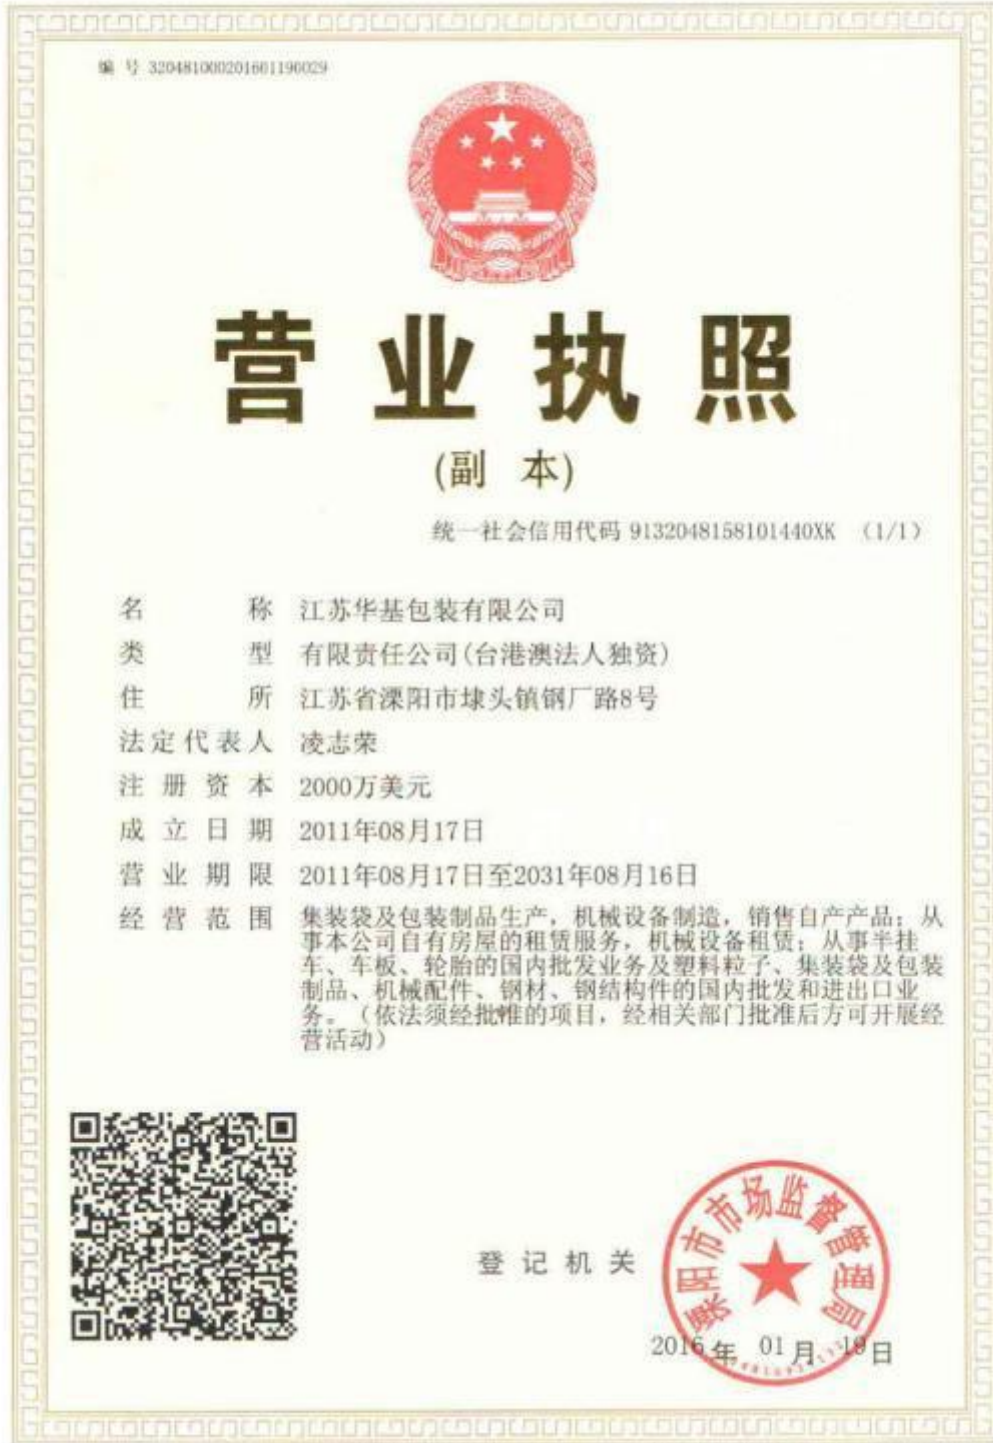 编 号 320481000201601190029
营业执照
(副 本)
统一社会信用代码 91320481581014​40XK (1/1)
名 称 江苏华基包装有限公司
类 型 有限责任公司(台港澳法人独资)
住 所 江苏省溧阳市埭头镇钢厂路8号
法定代表人 凌志荣
注 册 资 本 2000万美元
成 立 日 期 2011年08月17日
营 业 期 限 2011年08月17日至2031年08月16日
经 营 范 围 集装袋及包装制品生产，机械设备制造，销售自产产品；从
事本公司自有房屋的租赁服务，机械设备租赁；从事半挂
车、车板、轮胎的国内批发业务及塑料粒子、集装袋及包装
制品、机械配件、钢材、钢结构件的国内批发和进出口业
务。（依法须经批准的项目，经相关部门批准后方可开展经
营活动）
登 记 机 关
溧阳市市场监督管理局
2016 年 01 月 19 日